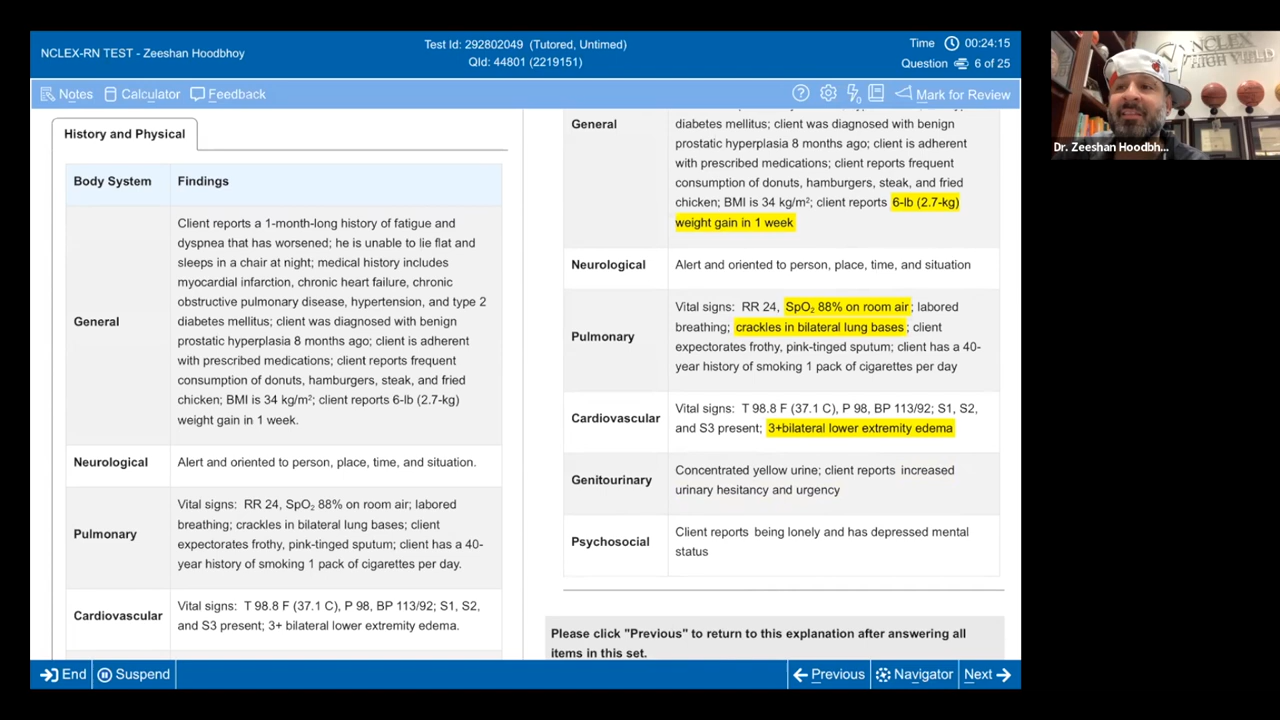 NCLEX-RN TEST - Zeeshan Hoodbhoy
Test Id: 292802049 (Tutored, Untimed)
QId: 44801 (2219151)
Time 00:24:15
Question 6 of 25
Notes Calculator Feedback
Mark for Review
History and Physical
Body System Findings
General
Client reports a 1-month-long history of fatigue and
dyspnea that has worsened; he is unable to lie flat and
sleeps in a chair at night; medical history includes
myocardial infarction, chronic heart failure, chronic
obstructive pulmonary disease, hypertension, and type 2
diabetes mellitus; client was diagnosed with benign
prostatic hyperplasia 8 months ago; client is adherent
with prescribed medications; client reports frequent
consumption of donuts, hamburgers, steak, and fried
chicken; BMI is 34 kg/m²; client reports 6-lb (2.7-kg)
weight gain in 1 week.
Neurological
Alert and oriented to person, place, time, and situation.
Pulmonary
Vital signs: RR 24, SpO₂ 88% on room air; labored
breathing; crackles in bilateral lung bases; client
expectorates frothy, pink-tinged sputum; client has a 40-
year history of smoking 1 pack of cigarettes per day.
Cardiovascular
Vital signs: T 98.8 F (37.1 C), P 98, BP 113/92; S1, S2,
and S3 present; 3+ bilateral lower extremity edema.
General
diabetes mellitus; client was diagnosed with benign
prostatic hyperplasia 8 months ago; client is adherent
with prescribed medications; client reports frequent
consumption of donuts, hamburgers, steak, and fried
chicken; BMI is 34 kg/m²; client reports 6-lb (2.7-kg)
weight gain in 1 week
Neurological
Alert and oriented to person, place, time, and situation
Pulmonary
Vital signs: RR 24, SpO₂ 88% on room air; labored
breathing; crackles in bilateral lung bases; client
expectorates frothy, pink-tinged sputum; client has a 40-
year history of smoking 1 pack of cigarettes per day
Cardiovascular
Vital signs: T 98.8 F (37.1 C), P 98, BP 113/92; S1, S2,
and S3 present; 3+bilateral lower extremity edema
Genitourinary
Concentrated yellow urine; client reports increased
urinary hesitancy and urgency
Psychosocial
Client reports being lonely and has depressed mental
status
Please click "Previous" to return to this explanation after answering all
items in this set.
End Suspend
Previous Navigator Next
NCLEX
HIGH YIELD
Dr. Zeeshan Hoodbh...